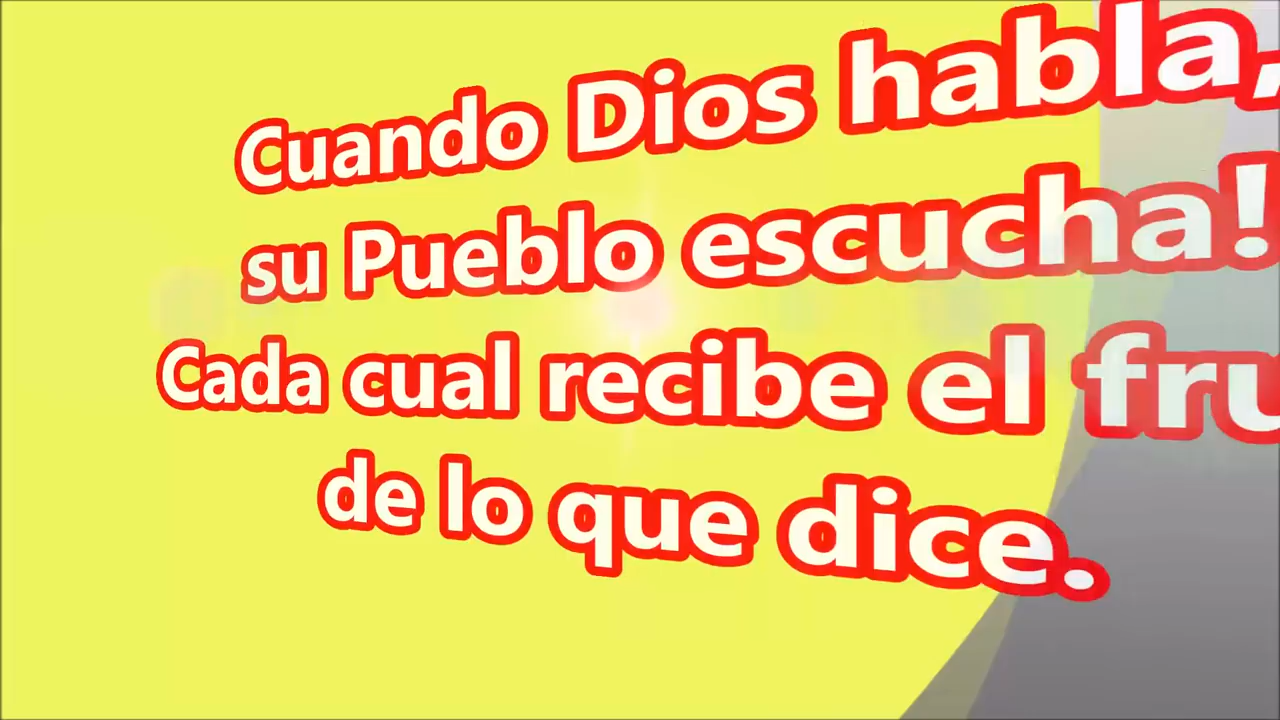 Cuando Dios habla,
su Pueblo escucha!
Cada cual recibe el fru
de lo que dice.